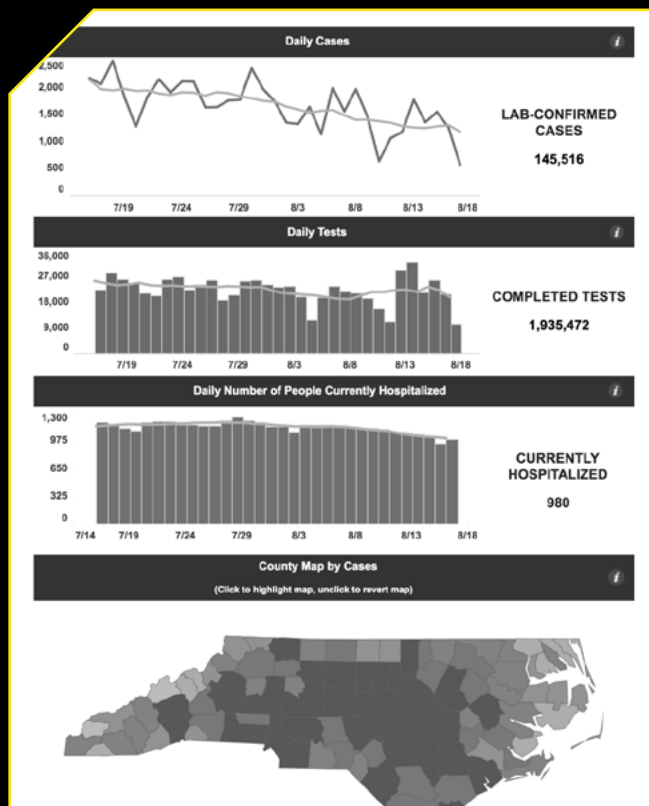 Daily Cases
2,500
2,000
1,500
1,000
500
0
7/19 7/24 7/29 8/3 8/8 8/13 8/18
LAB-CONFIRMED
CASES
145,516
Daily Tests
36,000
27,000
18,000
9,000
0
7/19 7/24 7/29 8/3 8/8 8/13 8/18
COMPLETED TESTS
1,935,472
Daily Number of People Currently Hospitalized
1,300
975
650
325
0
7/14 7/19 7/24 7/29 8/3 8/8 8/13 8/18
CURRENTLY
HOSPITALIZED
980
County Map by Cases
(Click to highlight map, unclick to revert map)